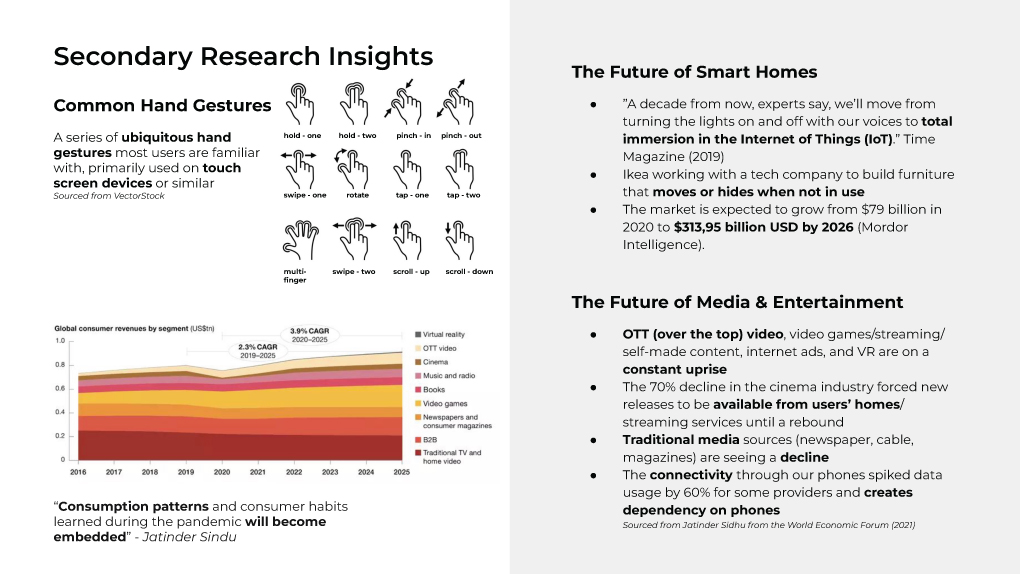 Secondary Research Insights
Common Hand Gestures
A series of ubiquitous hand
gestures most users are familiar
with, primarily used on touch
screen devices or similar
Sourced from VectorStock
hold - one
hold - two
pinch - in
pinch - out
swipe - one
rotate
tap - one
tap - two
multi-
finger
swipe - two
scroll - up
scroll - down
Global consumer revenues by segment (US$tn)
3.9% CAGR
2020–2025
2.3% CAGR
2019–2025
1.0
0.8
0.6
0.4
0.2
0
2016
2017
2018
2019
2020
2021
2022
2023
2024
2025
Virtual reality
OTT video
Cinema
Music and radio
Books
Video games
Newspapers and
consumer magazines
B2B
Traditional TV and
home video
“Consumption patterns and consumer habits
learned during the pandemic will become
embedded” - Jatinder Sindu
The Future of Smart Homes
● ”A decade from now, experts say, we’ll move from
turning the lights on and off with our voices to total
immersion in the Internet of Things (IoT).” Time
Magazine (2019)
● Ikea working with a tech company to build furniture
that moves or hides when not in use
● The market is expected to grow from $79 billion in
2020 to $313,95 billion USD by 2026 (Mordor
Intelligence).
The Future of Media & Entertainment
● OTT (over the top) video, video games/streaming/
self-made content, internet ads, and VR are on a
constant uprise
● The 70% decline in the cinema industry forced new
releases to be available from users’ homes/
streaming services until a rebound
● Traditional media sources (newspaper, cable,
magazines) are seeing a decline
● The connectivity through our phones spiked data
usage by 60% for some providers and creates
dependency on phones
Sourced from Jatinder Sidhu from the World Economic Forum (2021)